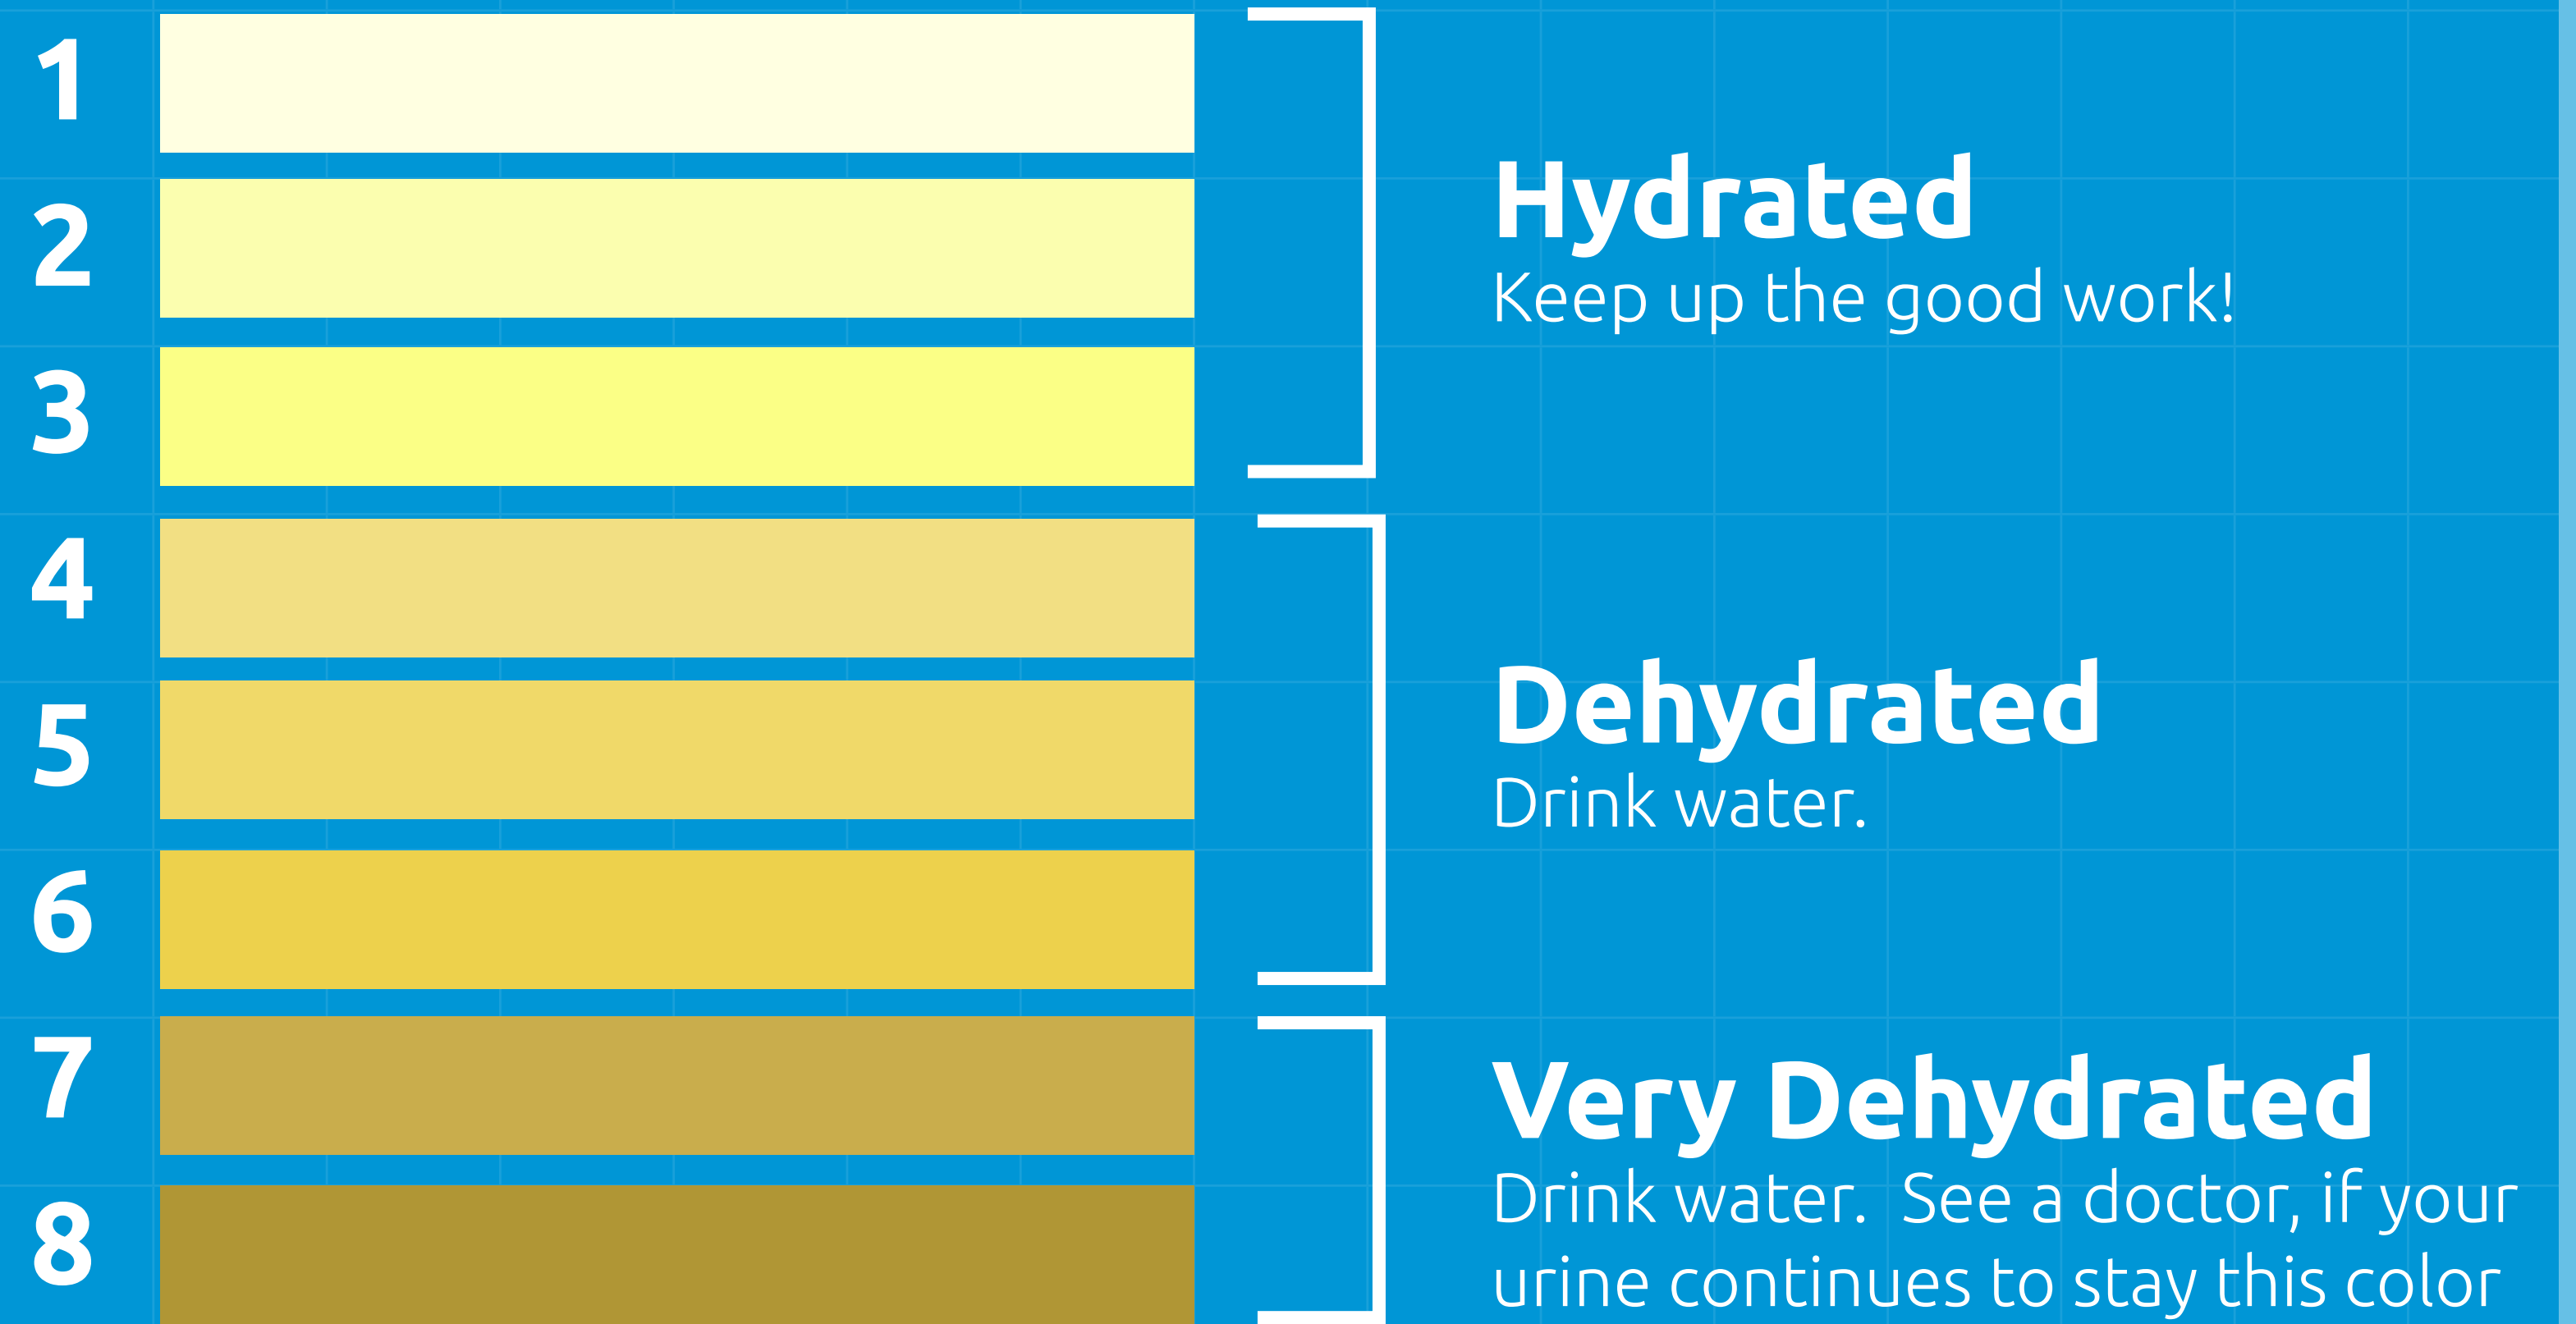 1
2
3
Hydrated
Keep up the good work!
4
5
6
Dehydrated
Drink water.
7
8
Very Dehydrated
Drink water.  See a doctor, if your
urine continues to stay this color